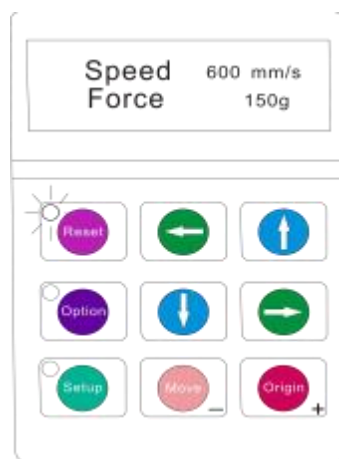 Speed 600 mm/s
Force 150g
Reset
Option
Setup Move − Origin +